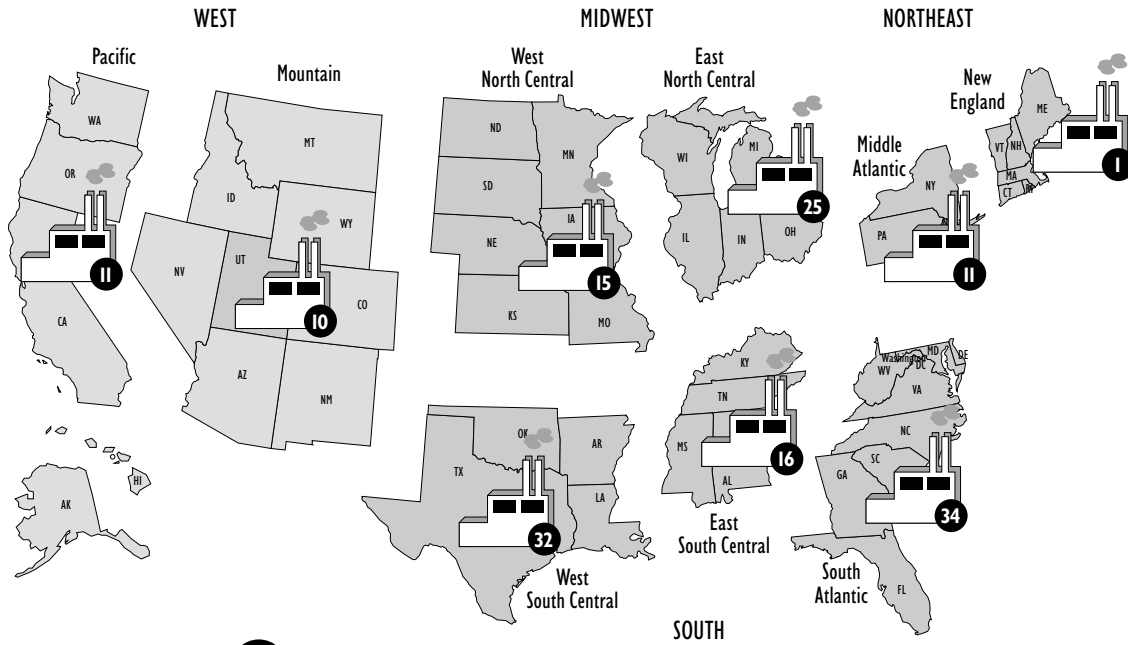 WEST
MIDWEST
NORTHEAST
Pacific
Mountain
West
North Central
East
North Central
New
England
Middle
Atlantic
WA
OR
CA
AK
HI
11
MT
ID
WY
NV
UT
CO
AZ
NM
10
ND
MN
SD
IA
NE
KS
MO
15
WI
MI
IL
IN
OH
25
NY
PA
11
ME
VT
NH
MA
CT
1
OK
AR
TX
LA
32
West
South Central
KY
TN
MS
AL
16
East
South Central
Washington
MD
DE
DC
WV
VA
NC
SC
GA
FL
34
South
Atlantic
SOUTH